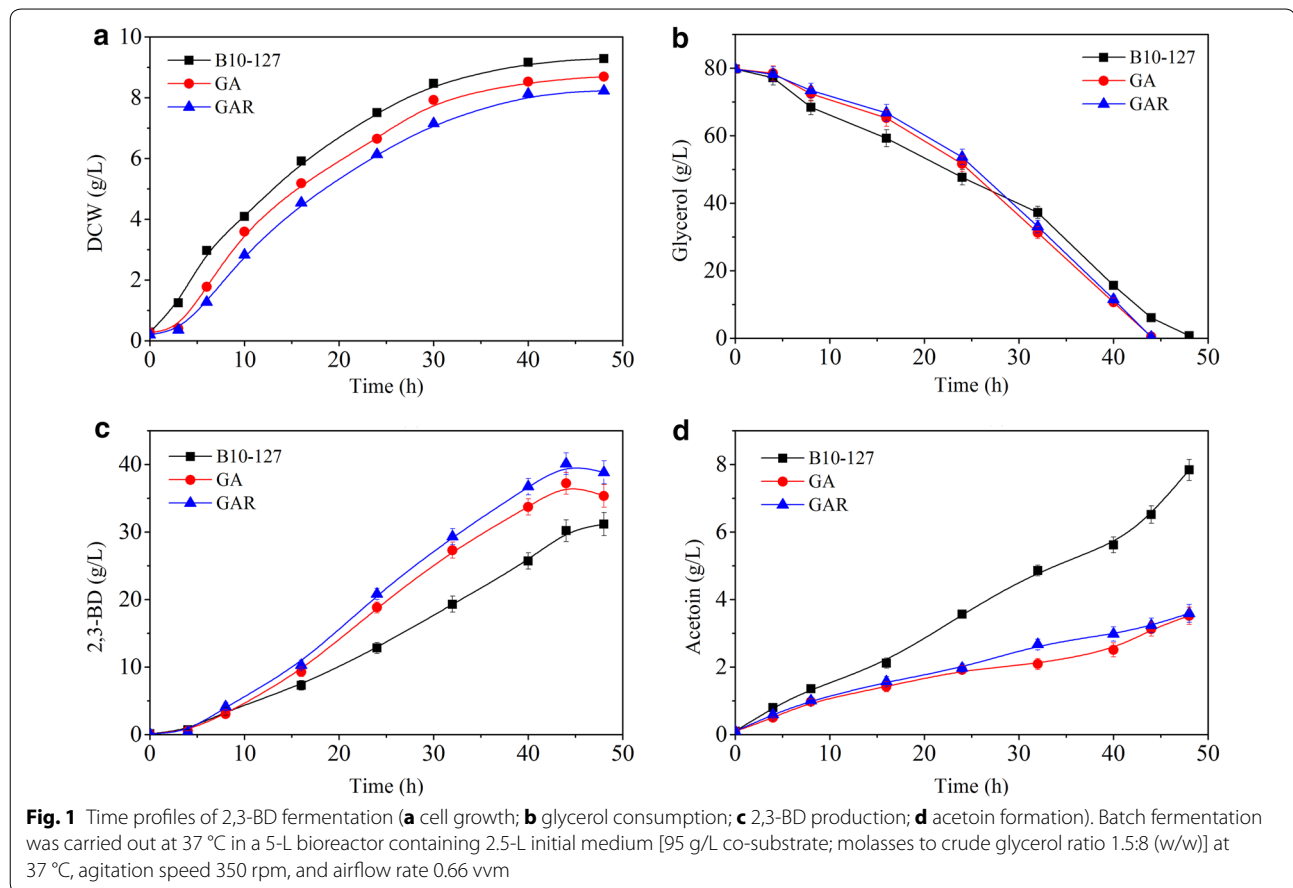 a
10
8
6
4
2
0
DCW (g/L)
B10-127
GA
GAR
0 10 20 30 40 50
Time (h)
b
80
60
40
20
0
Glycerol (g/L)
B10-127
GA
GAR
0 10 20 30 40 50
Time (h)
c
40
30
20
10
0
2,3-BD (g/L)
B10-127
GA
GAR
0 10 20 30 40 50
Time (h)
d
8
6
4
2
0
Acetoin (g/L)
B10-127
GA
GAR
0 10 20 30 40 50
Time (h)
Fig. 1 Time profiles of 2,3-BD fermentation (a cell growth; b glycerol consumption; c 2,3-BD production; d acetoin formation). Batch fermentation
was carried out at 37 °C in a 5-L bioreactor containing 2.5-L initial medium [95 g/L co-substrate; molasses to crude glycerol ratio 1.5:8 (w/w)] at
37 °C, agitation speed 350 rpm, and airflow rate 0.66 vvm